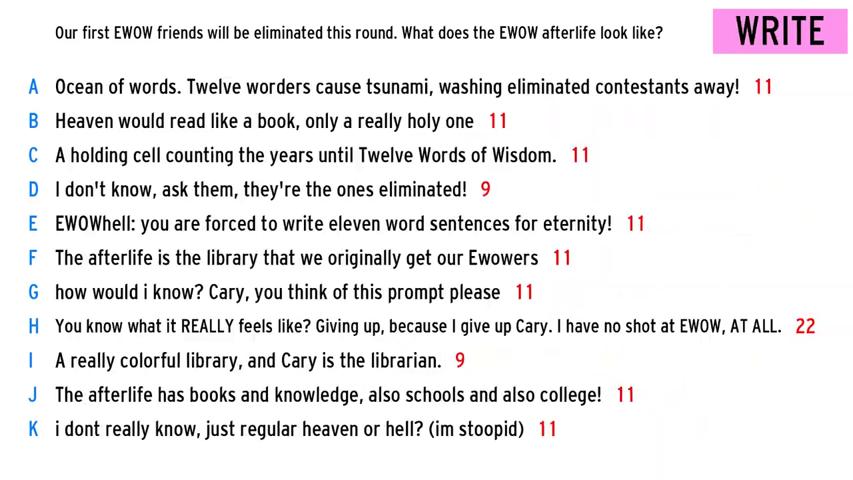 Our first EWOW friends will be eliminated this round. What does the EWOW afterlife look like?
WRITE
A Ocean of words. Twelve worders cause tsunami, washing eliminated contestants away! 11
B Heaven would read like a book, only a really holy one 11
C A holding cell counting the years until Twelve Words of Wisdom. 11
D I don't know, ask them, they're the ones eliminated! 9
E EWOWhell: you are forced to write eleven word sentences for eternity! 11
F The afterlife is the library that we originally get our Ewowers 11
G how would i know? Cary, you think of this prompt please 11
H You know what it REALLY feels like? Giving up, because I give up Cary. I have no shot at EWOW, AT ALL. 22
I A really colorful library, and Cary is the librarian. 9
J The afterlife has books and knowledge, also schools and also college! 11
K i dont really know, just regular heaven or hell? (im stoopid) 11